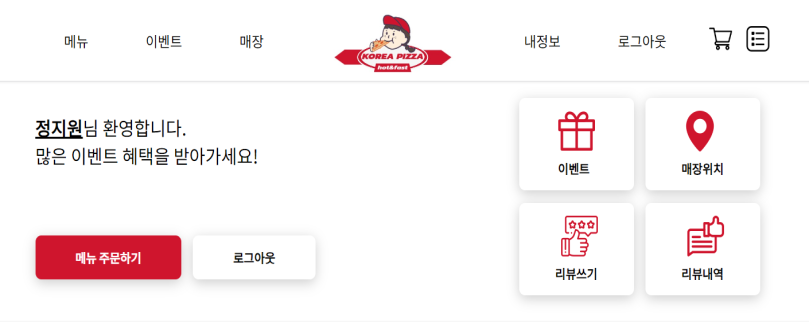 메뉴
이벤트
매장
KOREA PIZZA
hot&fast
내정보
로그아웃
정지원님 환영합니다.
많은 이벤트 혜택을 받아가세요!
메뉴 주문하기
로그아웃
이벤트
매장위치
리뷰쓰기
리뷰내역